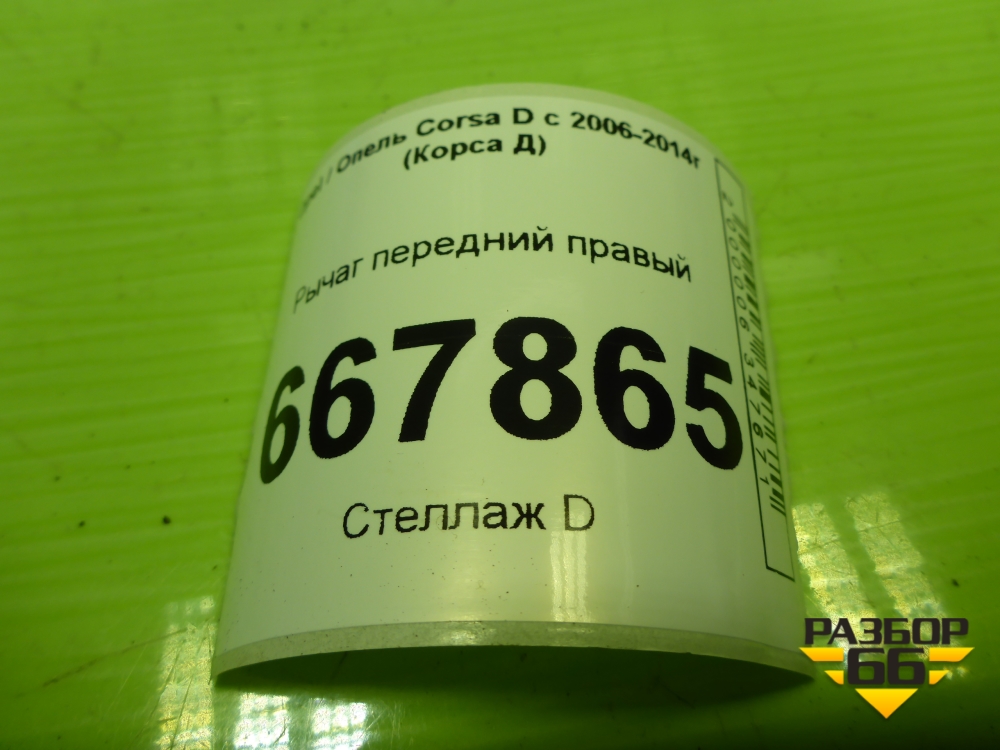 / Опель Corsa D с 2006-2014г
(Корса Д)
Рычаг передний правый
667865
Стеллаж D
РАЗБОР
66